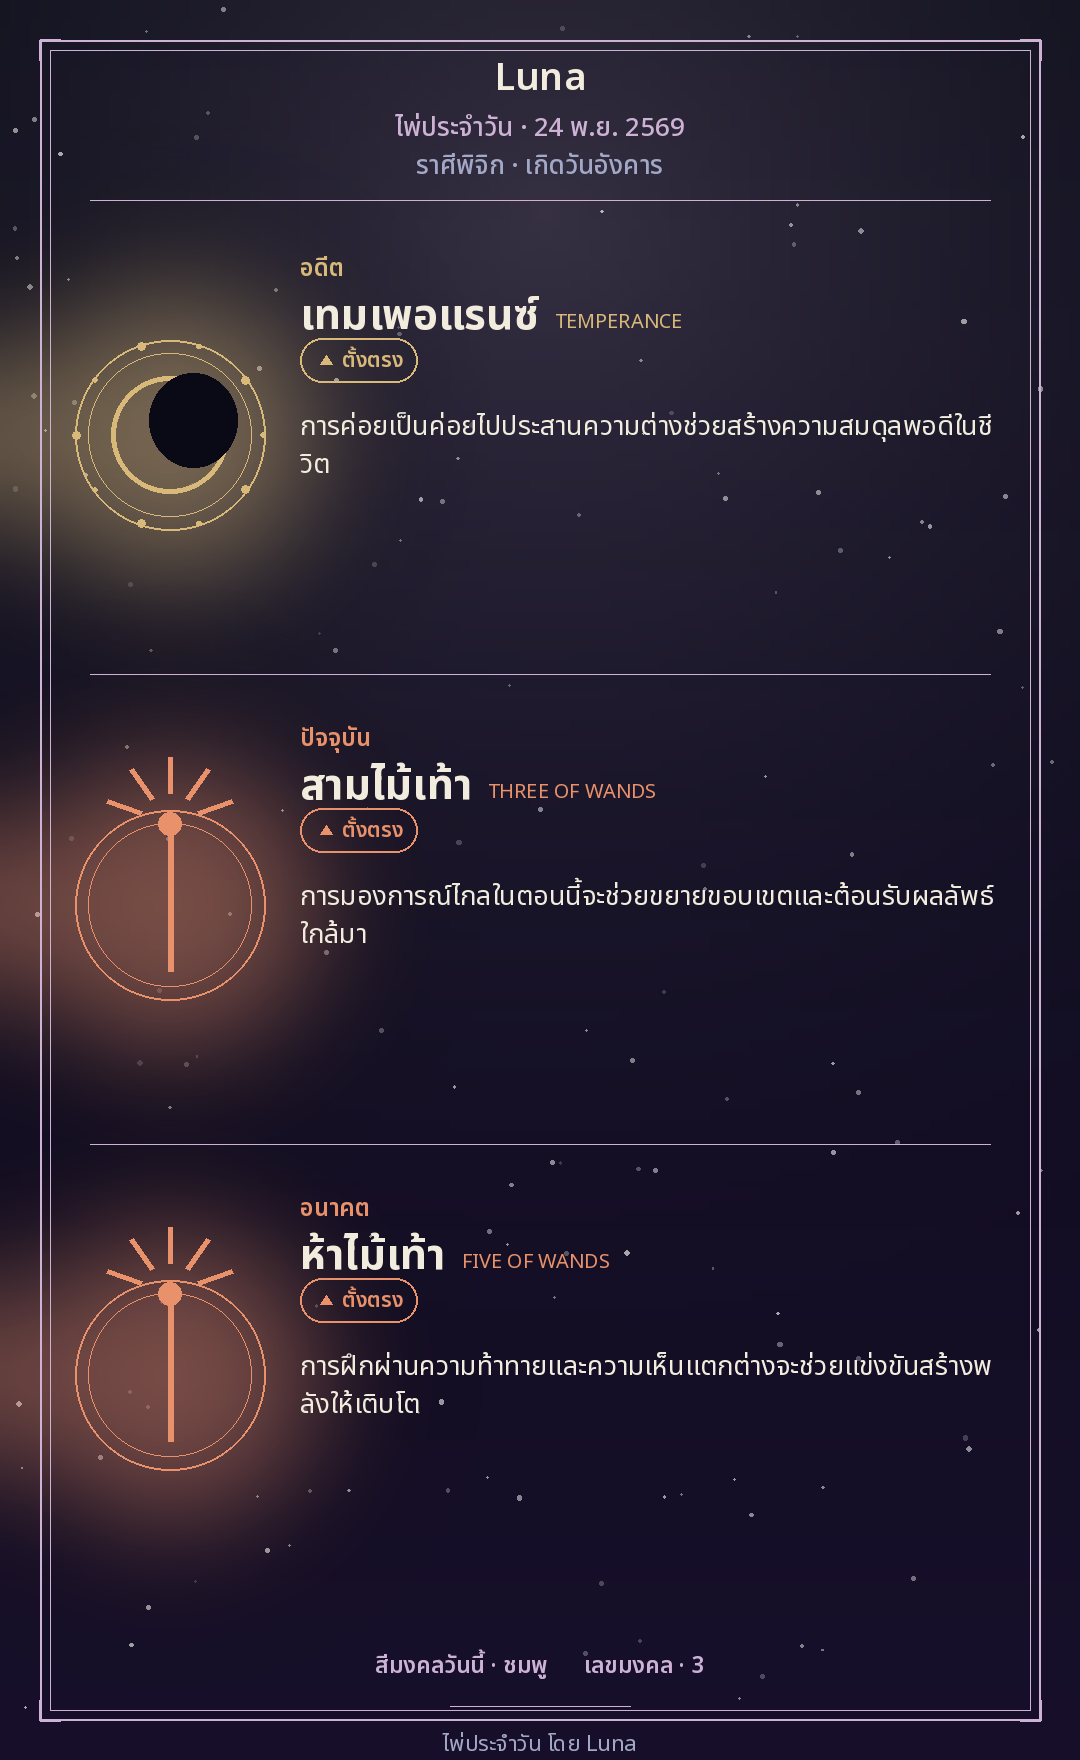 Luna
ไพ่ประจำวัน · 24 พ.ย. 2569
ราศีพิจิก · เกิดวันอังคาร
อดีต
เทมเพอแรนซ์ TEMPERANCE
▲ ตั้งตรง
การค่อยเป็นค่อยไปประสานความต่างช่วยสร้างความสมดุลพอดีในชี
วิต
ปัจจุบัน
สามไม้เท้า THREE OF WANDS
▲ ตั้งตรง
การมองการณ์ไกลในตอนนี้จะช่วยขยายขอบเขตและต้อนรับผลลัพธ์
ใกล้มา
อนาคต
ห้าไม้เท้า FIVE OF WANDS
▲ ตั้งตรง
การฝึกผ่านความท้าทายและความเห็นแตกต่างจะช่วยแข่งขันสร้างพ
ลังให้เติบโต
สีมงคลวันนี้ · ชมพู เลขมงคล · 3
ไพ่ประจำวัน โดย Luna